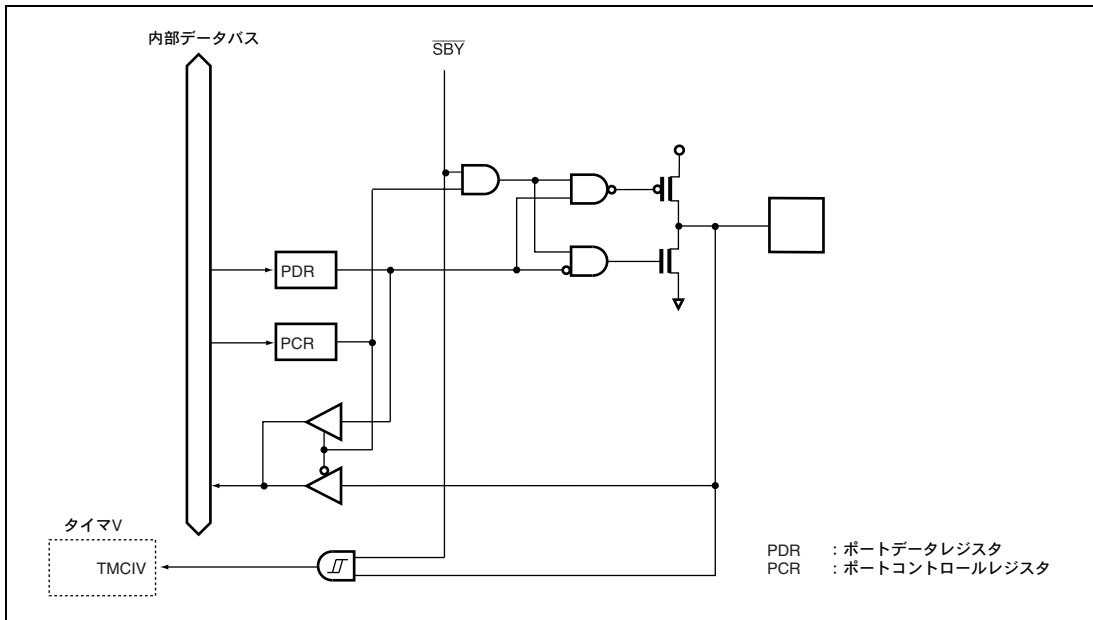 内部データバス
S̅B̅Y̅
PDR
PCR
タイマV
TMCIV
PDR :ポートデータレジスタ
PCR :ポートコントロールレジスタ